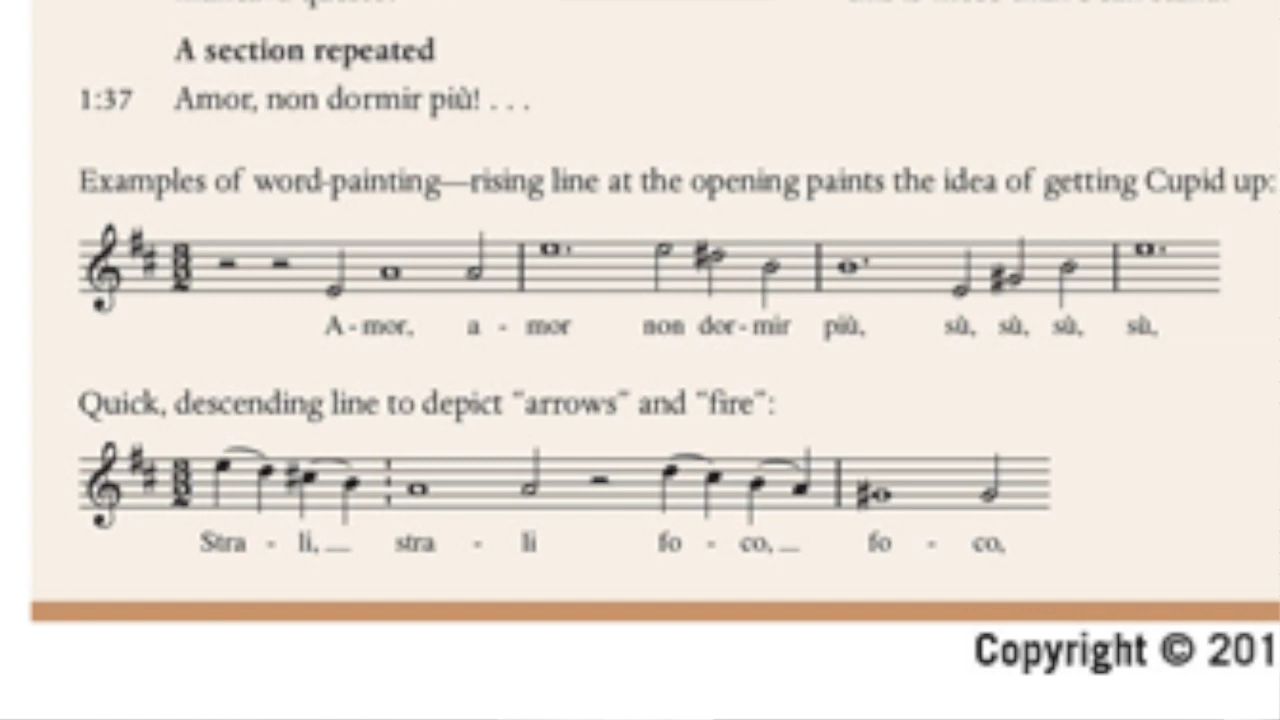 A section repeated
1:37 Amor, non dormir più! . . .
Examples of word-painting—rising line at the opening paints the idea of getting Cupid up:
A - mor, a - mor non dor - mir più, sù, sù, sù, sù,
Quick, descending line to depict "arrows" and "fire":
Stra - li, stra - li fo - co, fo - co,
Copyright © 201